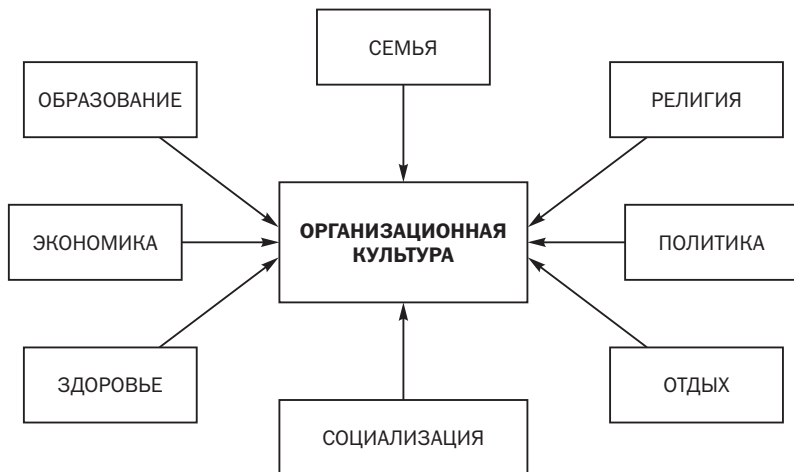 СЕМЬЯ
ОБРАЗОВАНИЕ
РЕЛИГИЯ
ЭКОНОМИКА
ОРГАНИЗАЦИОННАЯ
КУЛЬТУРА
ПОЛИТИКА
ЗДОРОВЬЕ
ОТДЫХ
СОЦИАЛИЗАЦИЯ